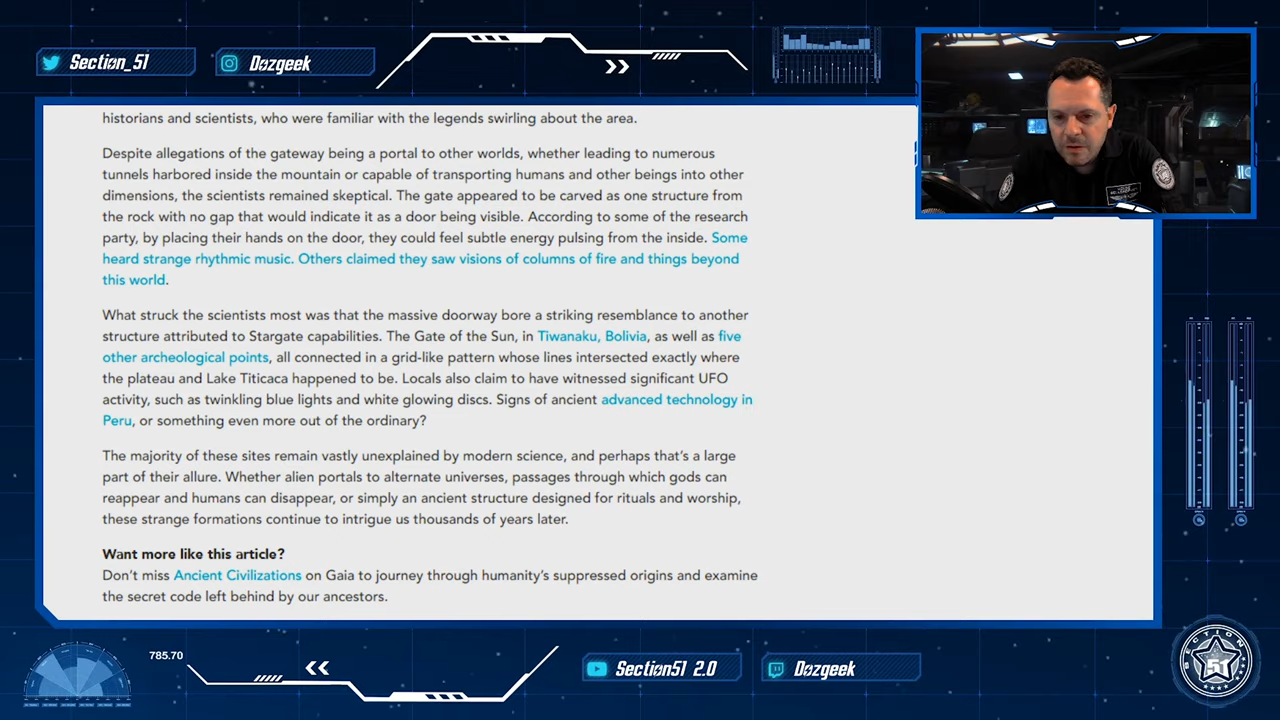 Section_51
Dazgeek
historians and scientists, who were familiar with the legends swirling about the area.
Despite allegations of the gateway being a portal to other worlds, whether leading to numerous
tunnels harbored inside the mountain or capable of transporting humans and other beings into other
dimensions, the scientists remained skeptical. The gate appeared to be carved as one structure from
the rock with no gap that would indicate it as a door being visible. According to some of the research
party, by placing their hands on the door, they could feel subtle energy pulsing from the inside. Some
heard strange rhythmic music. Others claimed they saw visions of columns of fire and things beyond
this world.
What struck the scientists most was that the massive doorway bore a striking resemblance to another
structure attributed to Stargate capabilities. The Gate of the Sun, in Tiwanaku, Bolivia, as well as five
other archeological points, all connected in a grid-like pattern whose lines intersected exactly where
the plateau and Lake Titicaca happened to be. Locals also claim to have witnessed significant UFO
activity, such as twinkling blue lights and white glowing discs. Signs of ancient advanced technology in
Peru, or something even more out of the ordinary?
The majority of these sites remain vastly unexplained by modern science, and perhaps that's a large
part of their allure. Whether alien portals to alternate universes, passages through which gods can
reappear and humans can disappear, or simply an ancient structure designed for rituals and worship,
these strange formations continue to intrigue us thousands of years later.
Want more like this article?
Don't miss Ancient Civilizations on Gaia to journey through humanity's suppressed origins and examine
the secret code left behind by our ancestors.
785.70
Section51 2.0
Dazgeek
SECTION
51